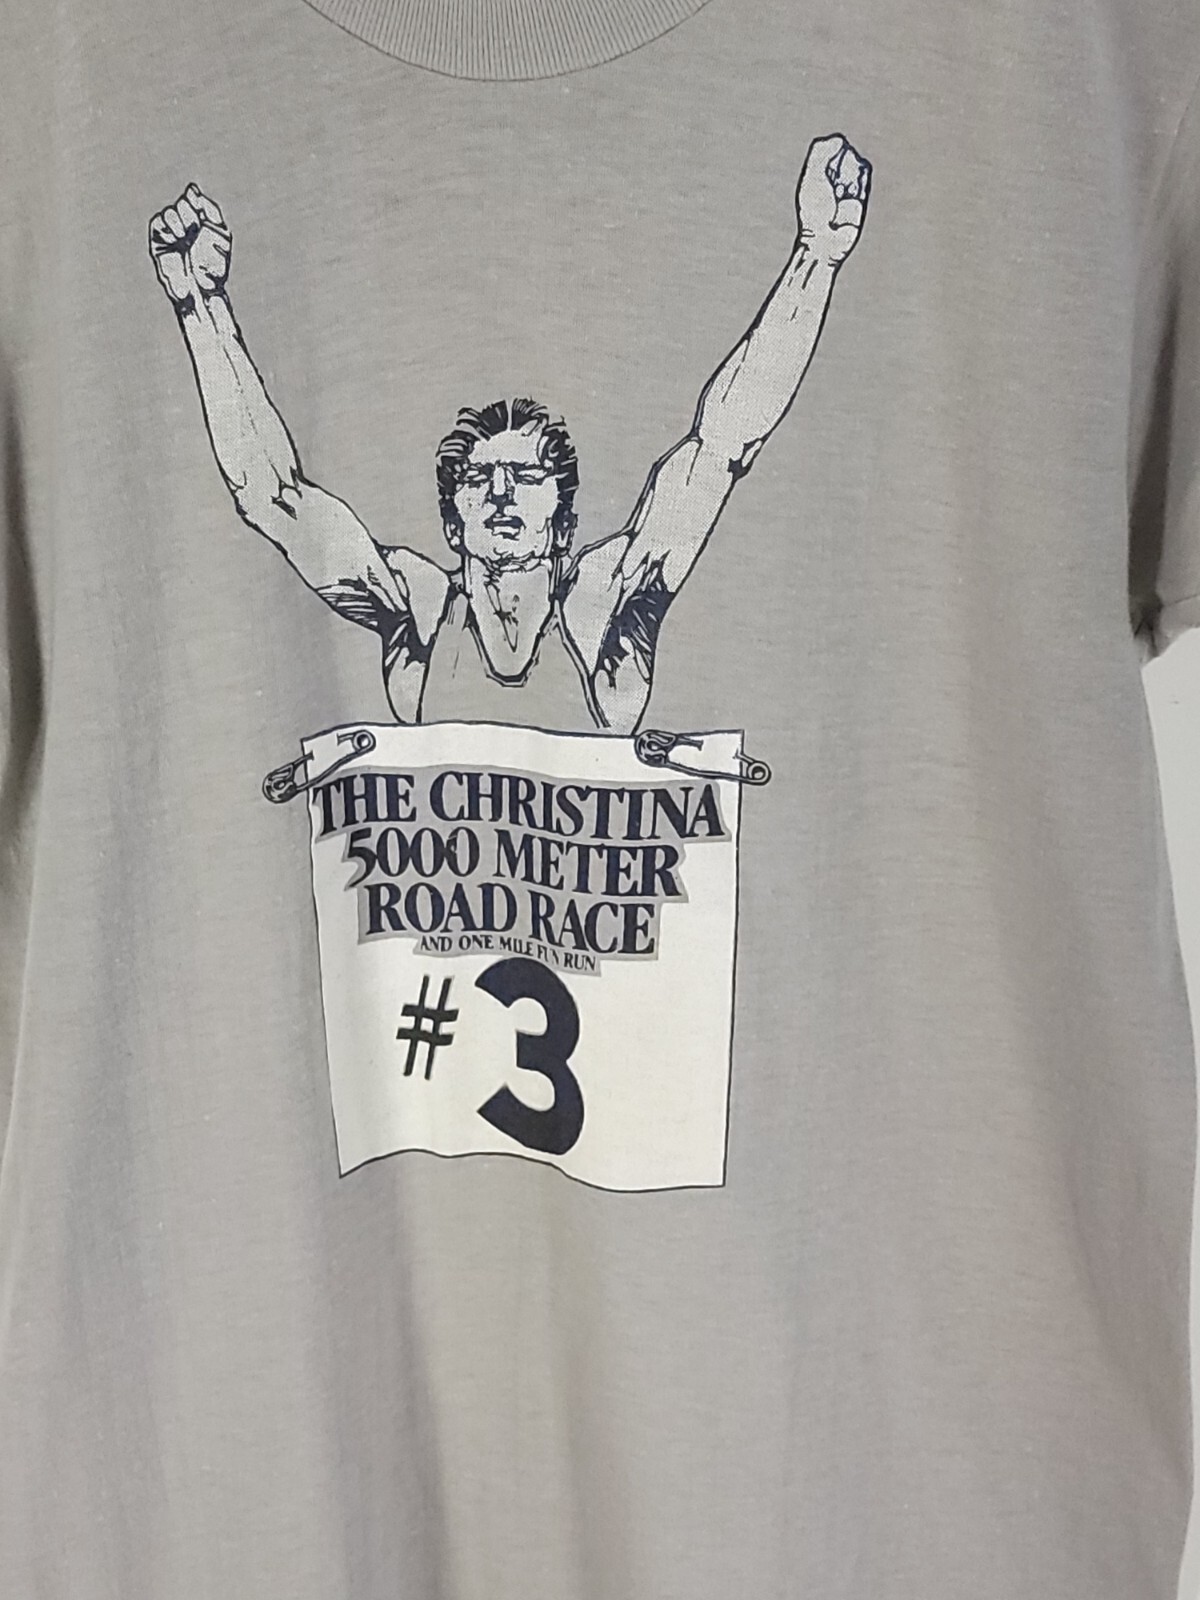 THE CHRISTINA
5000 METER
ROAD RACE
AND ONE MILE FUN RUN
#3